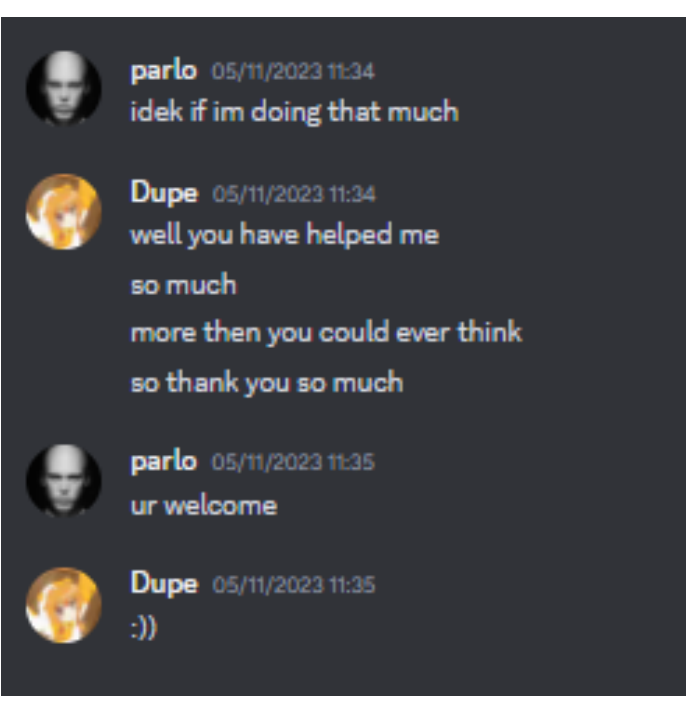 parlo 05/11/2023 11:34
idek if im doing that much
Dupe 05/11/2023 11:34
well you have helped me
so much
more then you could ever think
so thank you so much
parlo 05/11/2023 11:35
ur welcome
Dupe 05/11/2023 11:35
:))